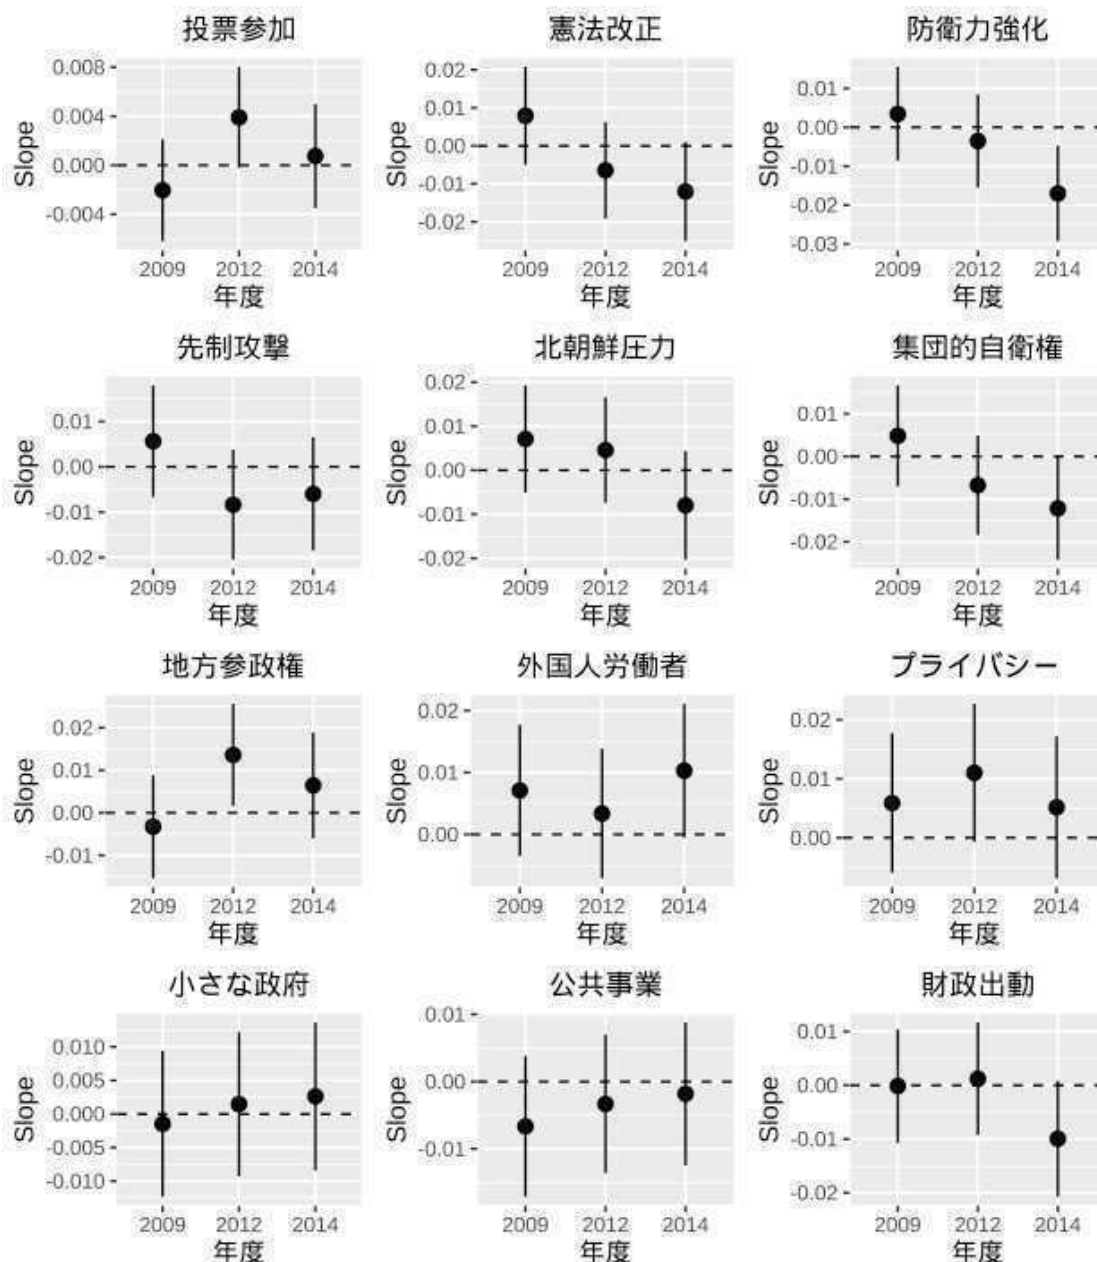 投票参加
Slope
0.008
0.004
0.000
-0.004
2009 2012 2014
年度
憲法改正
Slope
0.02
0.01
0.00
-0.01
-0.02
2009 2012 2014
年度
防衛力強化
Slope
0.01
0.00
-0.01
-0.02
-0.03
2009 2012 2014
年度
先制攻撃
Slope
0.01
0.00
-0.01
-0.02
2009 2012 2014
年度
北朝鮮圧力
Slope
0.02
0.01
0.00
-0.01
-0.02
2009 2012 2014
年度
集団的自衛権
Slope
0.01
0.00
-0.01
-0.02
2009 2012 2014
年度
地方参政権
Slope
0.02
0.01
0.00
-0.01
2009 2012 2014
年度
外国人労働者
Slope
0.02
0.01
0.00
2009 2012 2014
年度
プライバシー
Slope
0.02
0.01
0.00
2009 2012 2014
年度
小さな政府
Slope
0.010
0.005
0.000
-0.005
-0.010
2009 2012 2014
年度
公共事業
Slope
0.01
0.00
-0.01
2009 2012 2014
年度
財政出動
Slope
0.01
0.00
-0.01
-0.02
2009 2012 2014
年度